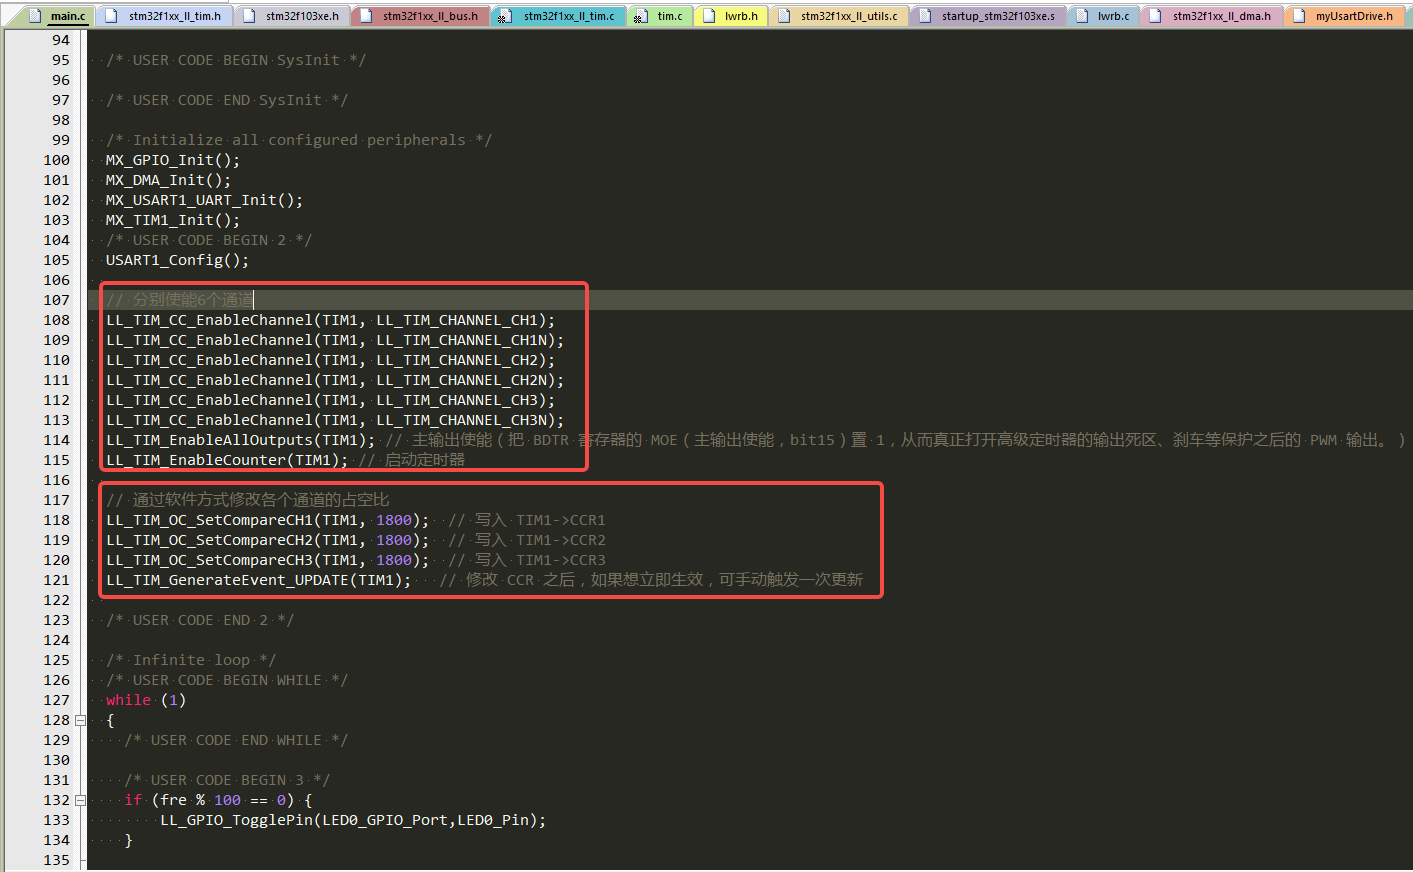 main.c stm32f1xx_ll_tim.h stm32f103xe.h stm32f1xx_ll_bus.h stm32f1xx_ll_tim.c tim.c lwrb.h stm32f1xx_ll_utils.c startup_stm32f103xe.s lwrb.c stm32f1xx_ll_dma.h myUsartDrive.h
94
95 /* USER CODE BEGIN SysInit */
96
97 /* USER CODE END SysInit */
98
99 /* Initialize all configured peripherals */
100 MX_GPIO_Init();
101 MX_DMA_Init();
102 MX_USART1_UART_Init();
103 MX_TIM1_Init();
104 /* USER CODE BEGIN 2 */
105 USART1_Config();
106
107 // 分别使能6个通道
108 LL_TIM_CC_EnableChannel(TIM1, LL_TIM_CHANNEL_CH1);
109 LL_TIM_CC_EnableChannel(TIM1, LL_TIM_CHANNEL_CH1N);
110 LL_TIM_CC_EnableChannel(TIM1, LL_TIM_CHANNEL_CH2);
111 LL_TIM_CC_EnableChannel(TIM1, LL_TIM_CHANNEL_CH2N);
112 LL_TIM_CC_EnableChannel(TIM1, LL_TIM_CHANNEL_CH3);
113 LL_TIM_CC_EnableChannel(TIM1, LL_TIM_CHANNEL_CH3N);
114 LL_TIM_EnableAllOutputs(TIM1); // 主输出使能（把 BDTR 寄存器的 MOE（主输出使能，bit15）置 1，从而真正打开高级定时器的输出死区、刹车等保护之后的 PWM 输出。）
115 LL_TIM_EnableCounter(TIM1); // 启动定时器
116
117 // 通过软件方式修改各个通道的占空比
118 LL_TIM_OC_SetCompareCH1(TIM1, 1800); // 写入 TIM1->CCR1
119 LL_TIM_OC_SetCompareCH2(TIM1, 1800); // 写入 TIM1->CCR2
120 LL_TIM_OC_SetCompareCH3(TIM1, 1800); // 写入 TIM1->CCR3
121 LL_TIM_GenerateEvent_UPDATE(TIM1); // 修改 CCR 之后，如果想立即生效，可手动触发一次更新
122
123 /* USER CODE END 2 */
124
125 /* Infinite loop */
126 /* USER CODE BEGIN WHILE */
127 while (1)
128 {
129 /* USER CODE END WHILE */
130
131 /* USER CODE BEGIN 3 */
132 if (fre % 100 == 0) {
133 LL_GPIO_TogglePin(LED0_GPIO_Port,LED0_Pin);
134 }
135